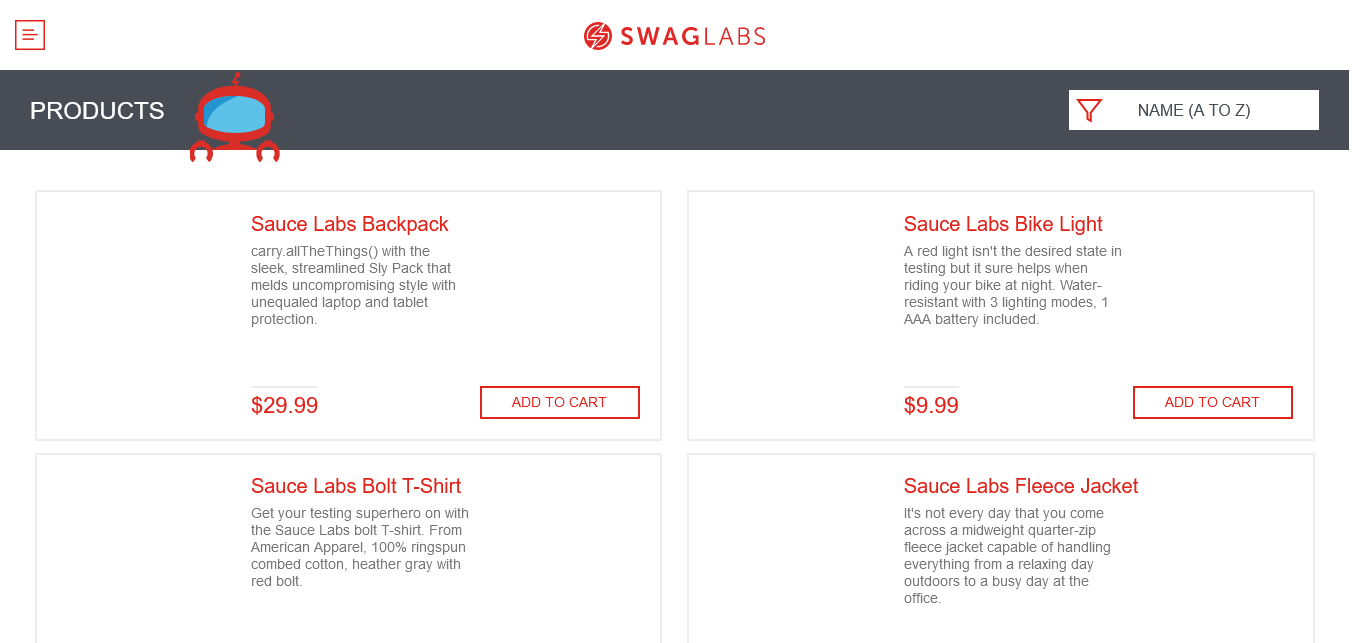 SWAGLABS
PRODUCTS
NAME (A TO Z)
Sauce Labs Backpack
carry.allTheThings() with the
sleek, streamlined Sly Pack that
melds uncompromising style with
unequaled laptop and tablet
protection.
$29.99
ADD TO CART
Sauce Labs Bike Light
A red light isn't the desired state in
testing but it sure helps when
riding your bike at night. Water-
resistant with 3 lighting modes, 1
AAA battery included.
$9.99
ADD TO CART
Sauce Labs Bolt T-Shirt
Get your testing superhero on with
the Sauce Labs bolt T-shirt. From
American Apparel, 100% ringspun
combed cotton, heather gray with
red bolt.
Sauce Labs Fleece Jacket
It's not every day that you come
across a midweight quarter-zip
fleece jacket capable of handling
everything from a relaxing day
outdoors to a busy day at the
office.